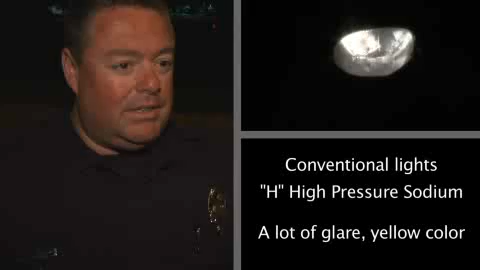 Conventional lights
"H" High Pressure Sodium
A lot of glare, yellow color